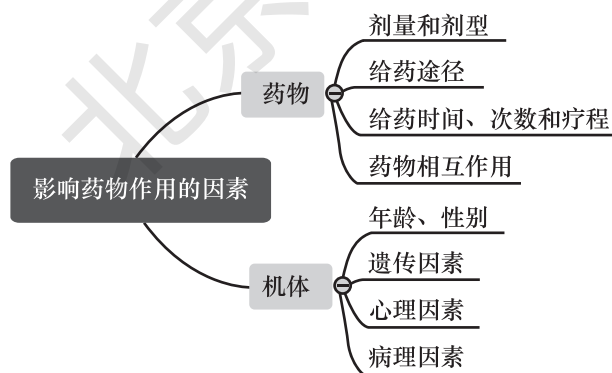 北京
剂量和剂型
给药途径
药物
给药时间、次数和疗程
药物相互作用
影响药物作用的因素
年龄、性别
遗传因素
机体
心理因素
病理因素